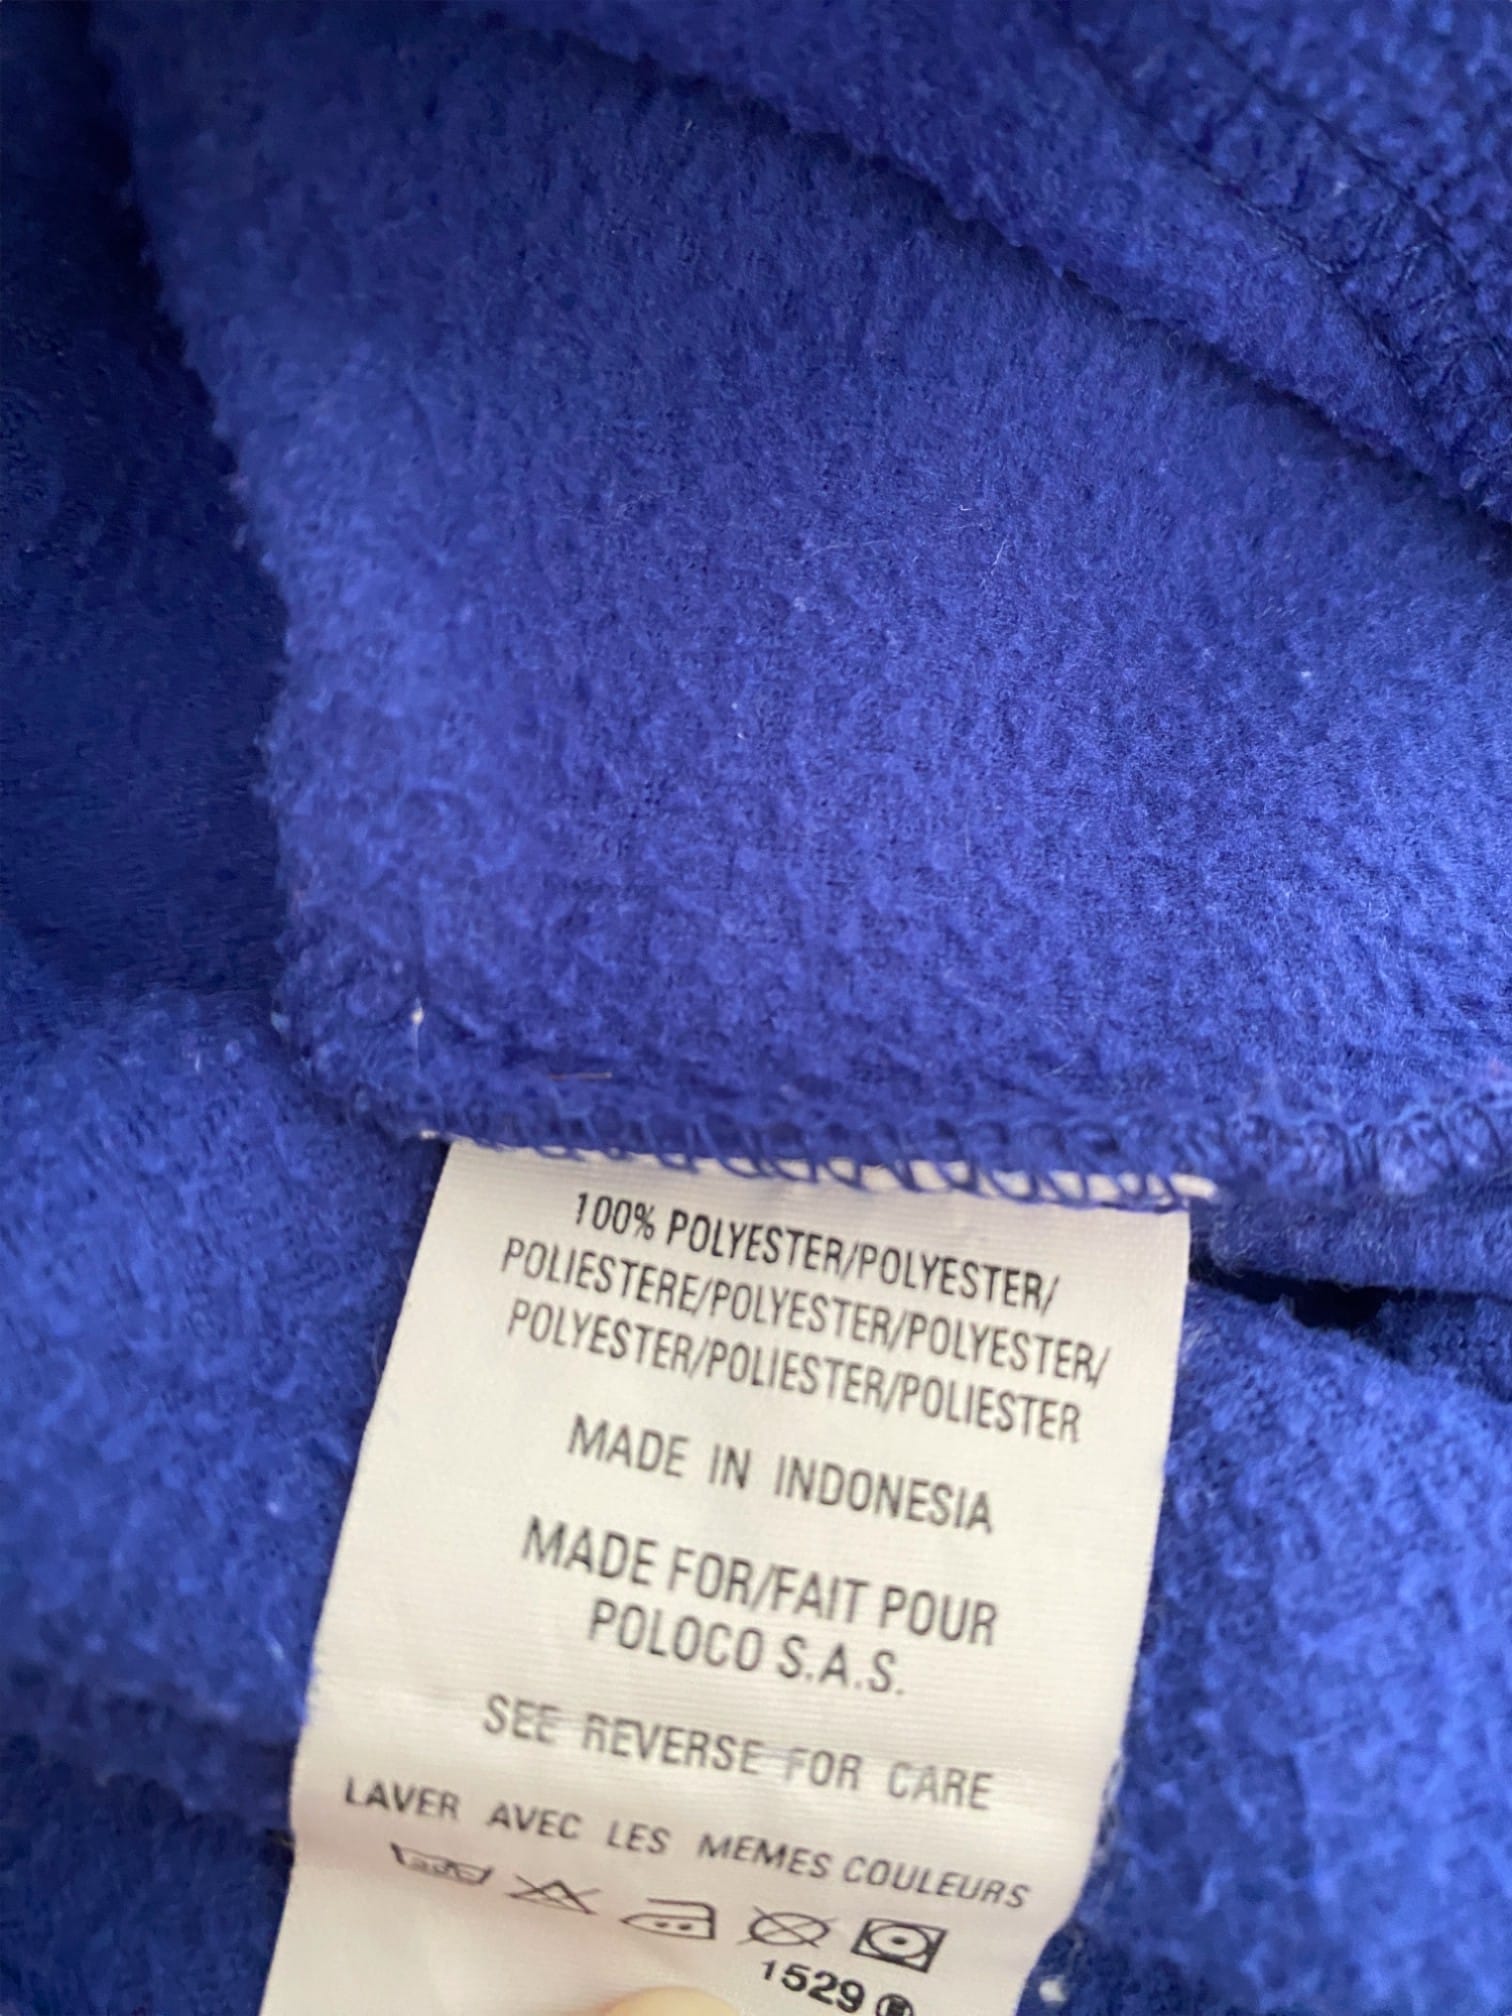 100% POLYESTER/POLYESTER/
POLIESTERE/POLYESTER/POLYESTER/
POLYESTER/POLIESTER/POLIESTER
MADE IN INDONESIA
MADE FOR/FAIT POUR
POLOCO S.A.S.
SEE REVERSE FOR CARE
LAVER AVEC LES MEMES COULEURS
1529